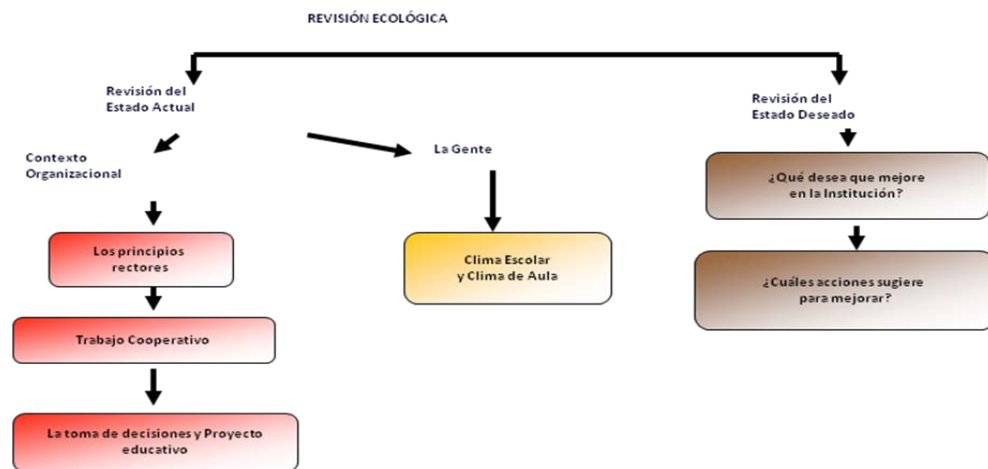 REVISIÓN ECOLÓGICA
Revisión del
Estado Actual
Revisión del
Estado Deseado
Contexto
Organizacional
La Gente
¿Qué desea que mejore
en la Institución?
Los principios
rectores
Clima Escolar
y Clima de Aula
¿Cuáles acciones sugiere
para mejorar?
Trabajo Cooperativo
La toma de decisiones y Proyecto
educativo